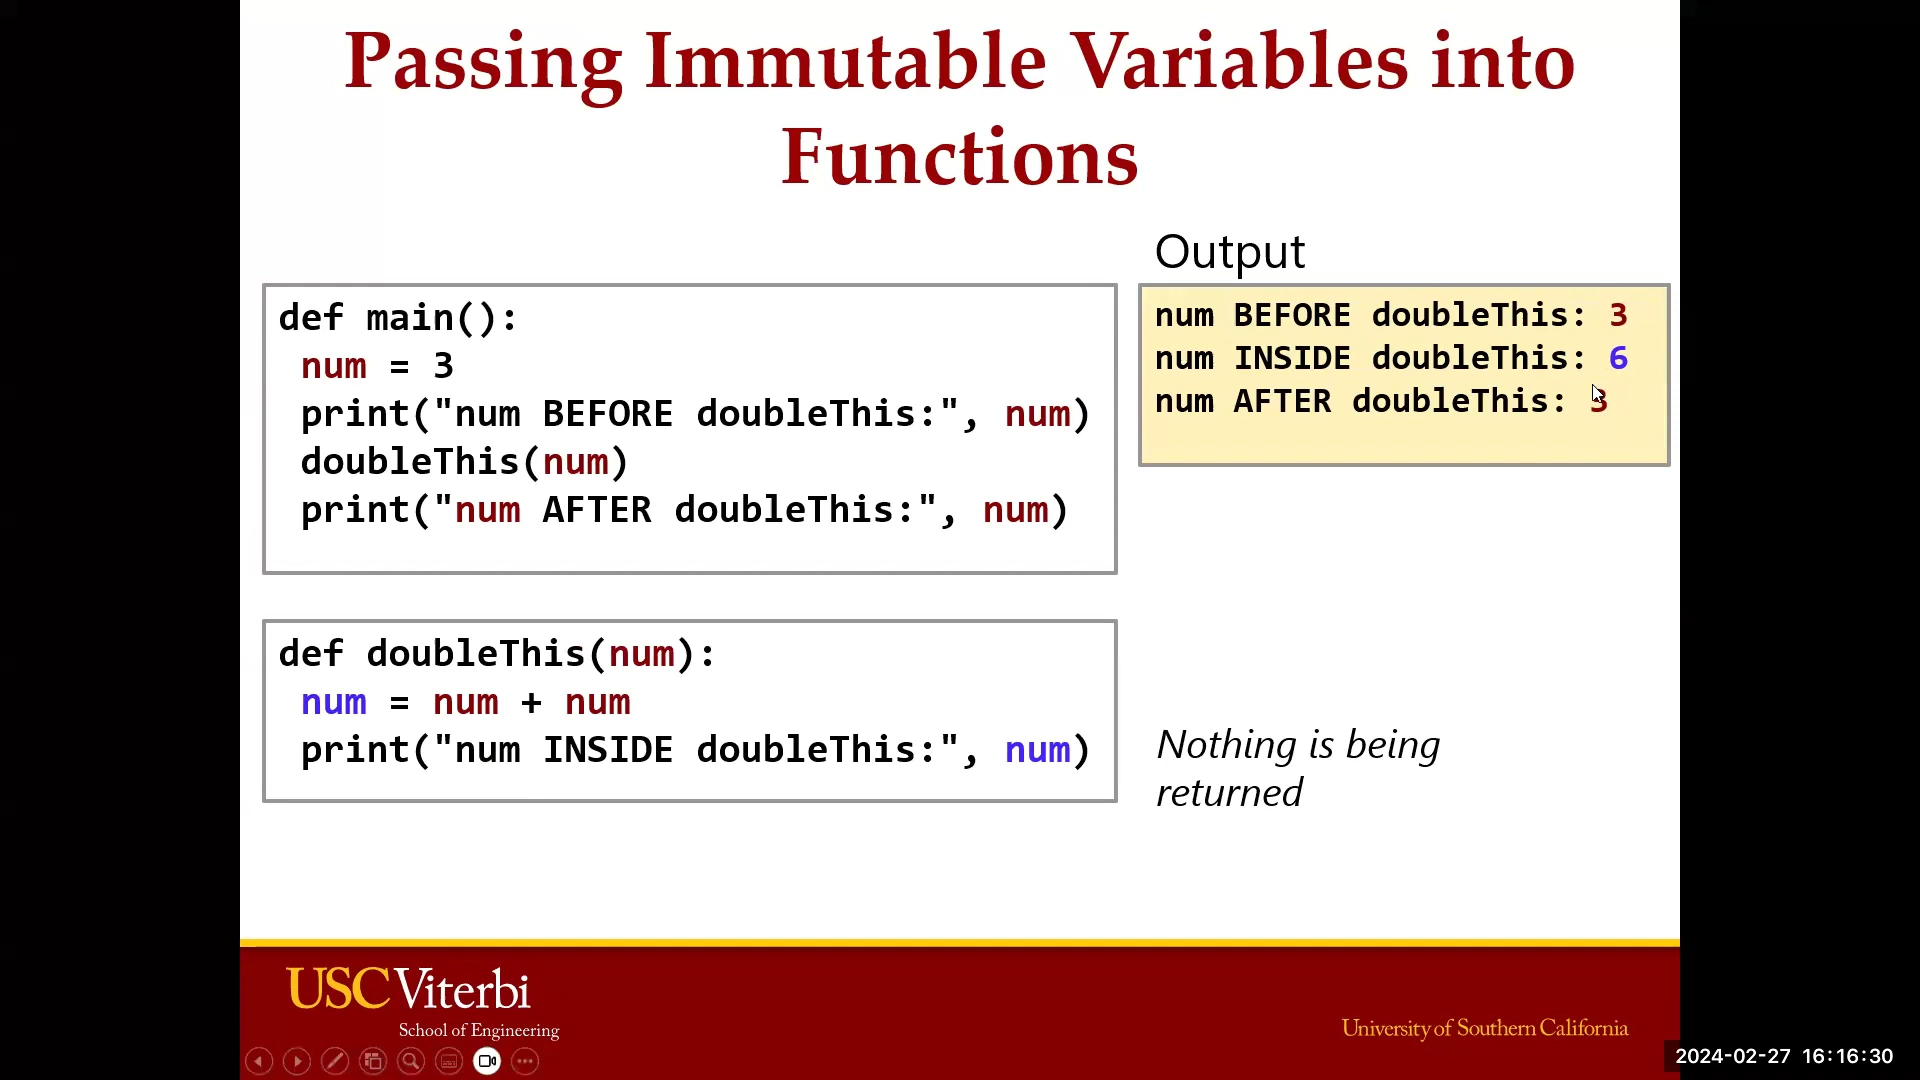 Passing Immutable Variables into
Functions
Output
def main():
num = 3
print("num BEFORE doubleThis:", num)
doubleThis(num)
print("num AFTER doubleThis:", num)
num BEFORE doubleThis: 3
num INSIDE doubleThis: 6
num AFTER doubleThis: 3
def doubleThis(num):
num = num + num
print("num INSIDE doubleThis:", num)
Nothing is being
returned
USC Viterbi
School of Engineering
University of Southern California
2024-02-27 16:16:30